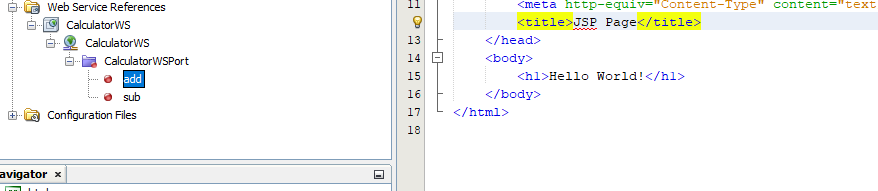 Web Service References
CalculatorWS
CalculatorWS
CalculatorWSPort
add
sub
Configuration Files
avigator ×
11 <meta http-equiv="Content-Type" content="text
<title>JSP Page</title>
13 </head>
14 <body>
15 <h1>Hello World!</h1>
16 </body>
17 </html>
18